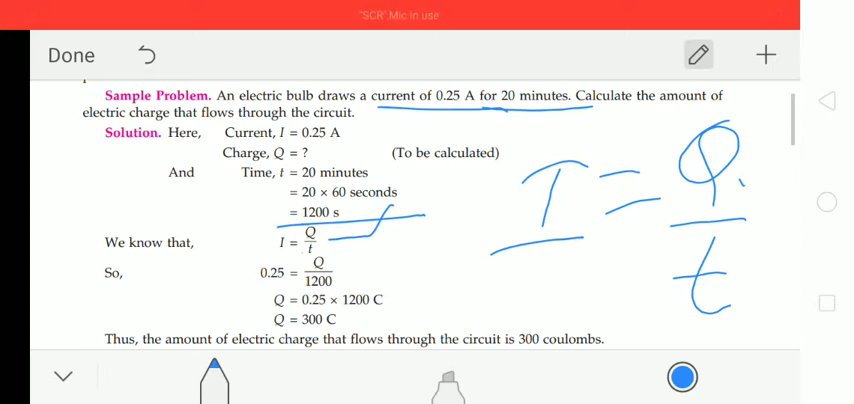 "SCR",Mic in use
Done
Sample Problem. An electric bulb draws a current of 0.25 A for 20 minutes. Calculate the amount of
electric charge that flows through the circuit.
Solution. Here, Current, I = 0.25 A
Charge, Q = ? (To be calculated)
And Time, t = 20 minutes
= 20 × 60 seconds
= 1200 s
We know that, I = Q/t
So, 0.25 = Q/1200
Q = 0.25 × 1200 C
Q = 300 C
Thus, the amount of electric charge that flows through the circuit is 300 coulombs.
I = Q/t